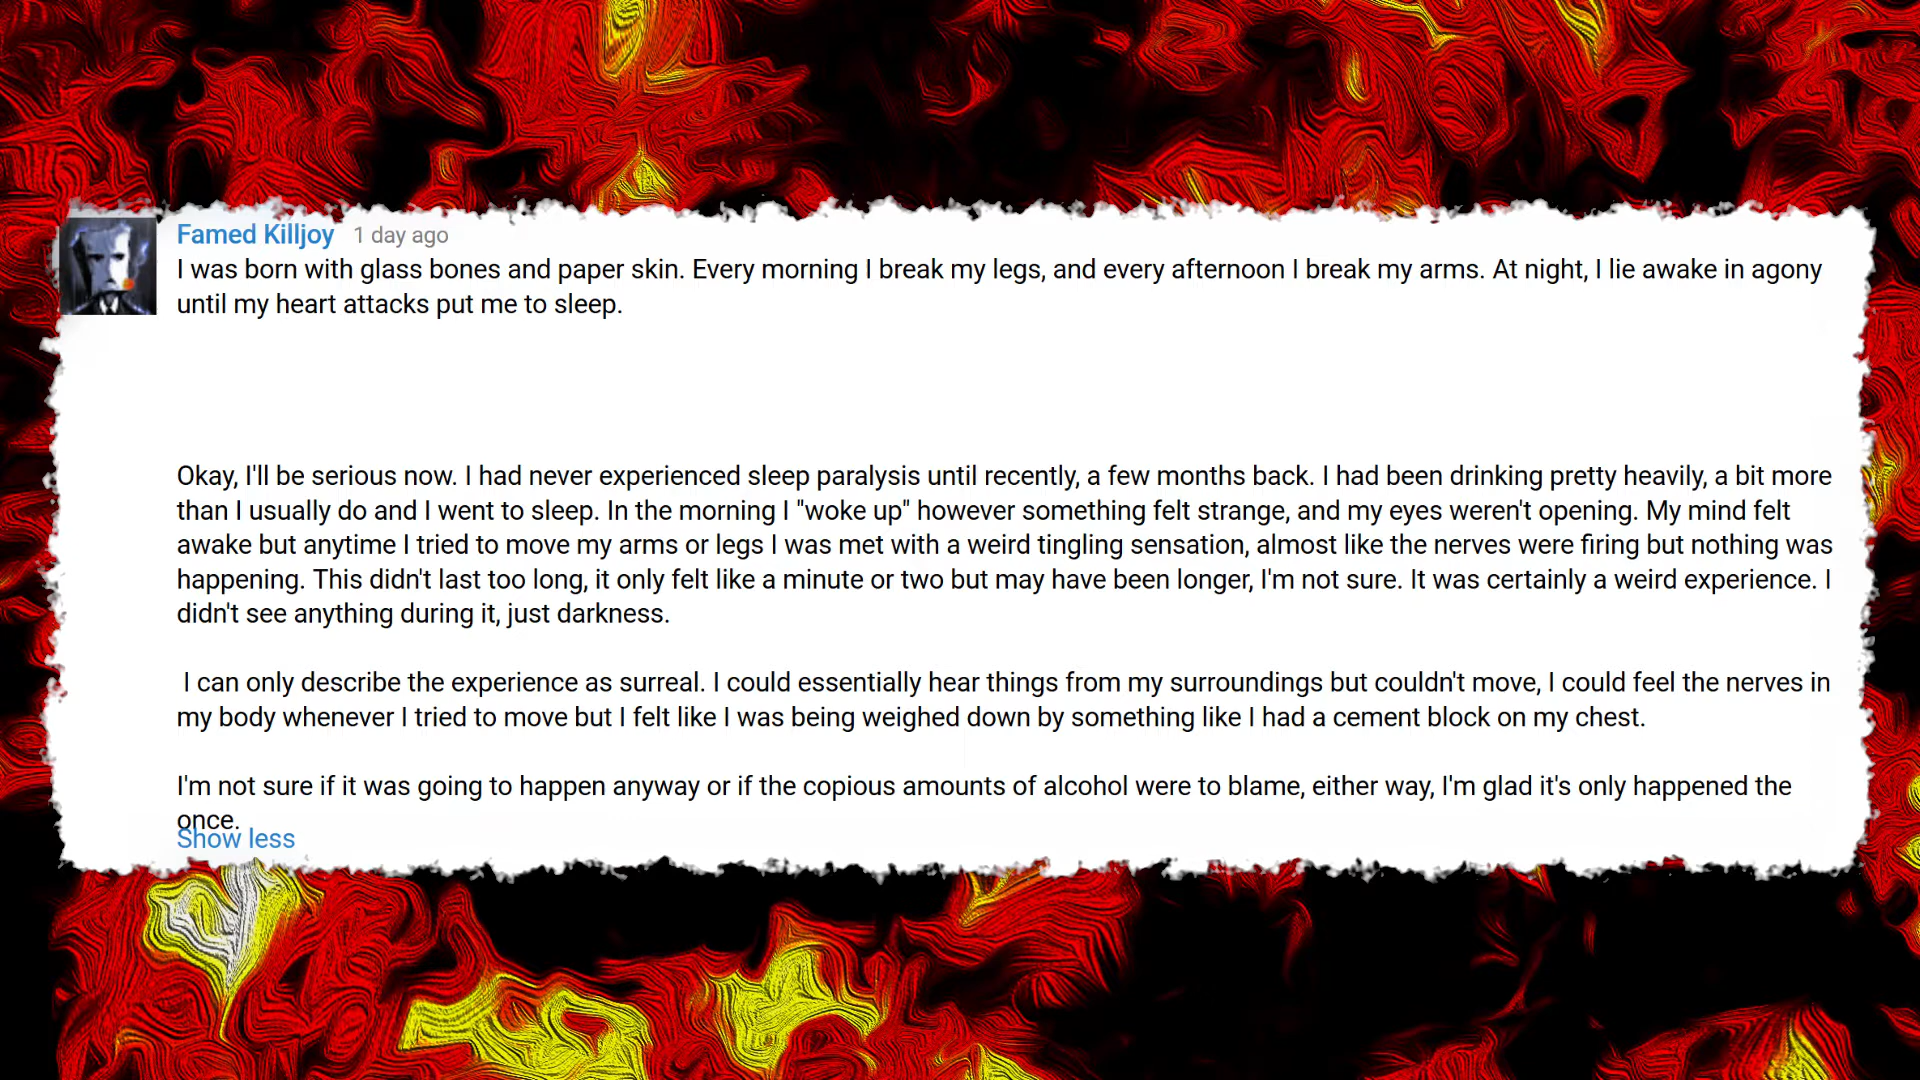 Famed Killjoy 1 day ago
I was born with glass bones and paper skin. Every morning I break my legs, and every afternoon I break my arms. At night, I lie awake in agony
until my heart attacks put me to sleep.
Okay, I'll be serious now. I had never experienced sleep paralysis until recently, a few months back. I had been drinking pretty heavily, a bit more
than I usually do and I went to sleep. In the morning I "woke up" however something felt strange, and my eyes weren't opening. My mind felt
awake but anytime I tried to move my arms or legs I was met with a weird tingling sensation, almost like the nerves were firing but nothing was
happening. This didn't last too long, it only felt like a minute or two but may have been longer, I'm not sure. It was certainly a weird experience. I
didn't see anything during it, just darkness.
I can only describe the experience as surreal. I could essentially hear things from my surroundings but couldn't move, I could feel the nerves in
my body whenever I tried to move but I felt like I was being weighed down by something like I had a cement block on my chest.
I'm not sure if it was going to happen anyway or if the copious amounts of alcohol were to blame, either way, I'm glad it's only happened the
once.
Show less